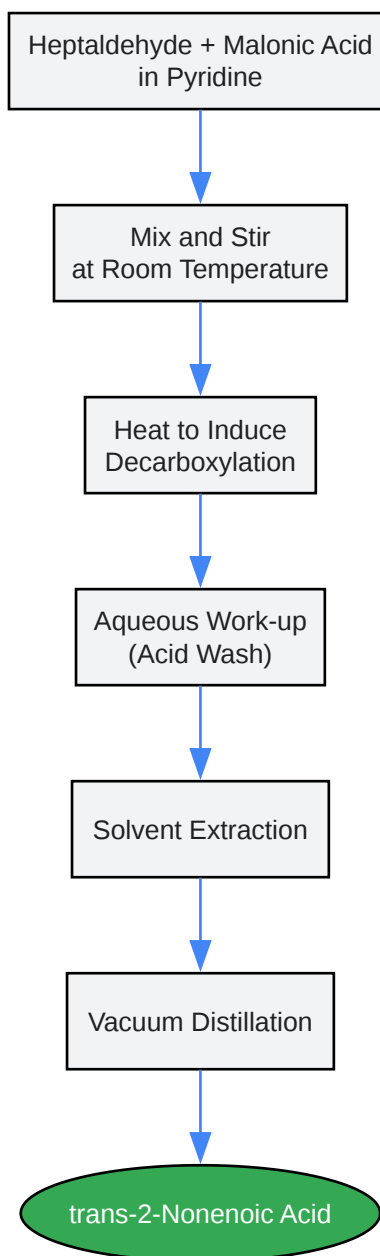 Heptaldehyde + Malonic Acid
in Pyridine
Mix and Stir
at Room Temperature
Heat to Induce
Decarboxylation
Aqueous Work-up
(Acid Wash)
Solvent Extraction
Vacuum Distillation
trans-2-Nonenoic Acid